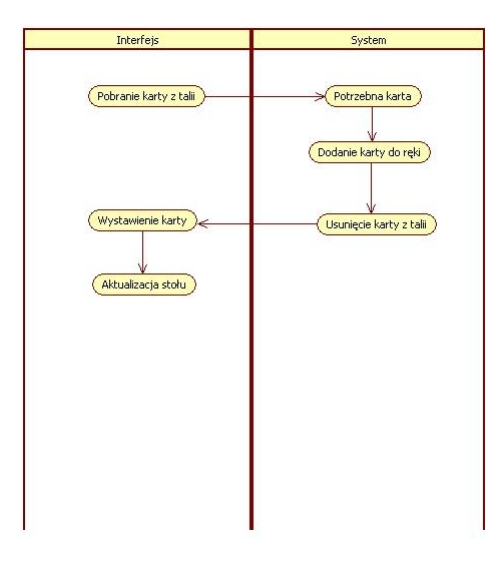 Interfejs
System
Pobranie karty z talii
Potrzebna karta
Dodanie karty do ręki
Wystawienie karty
Usunięcie karty z talii
Aktualizacja stołu